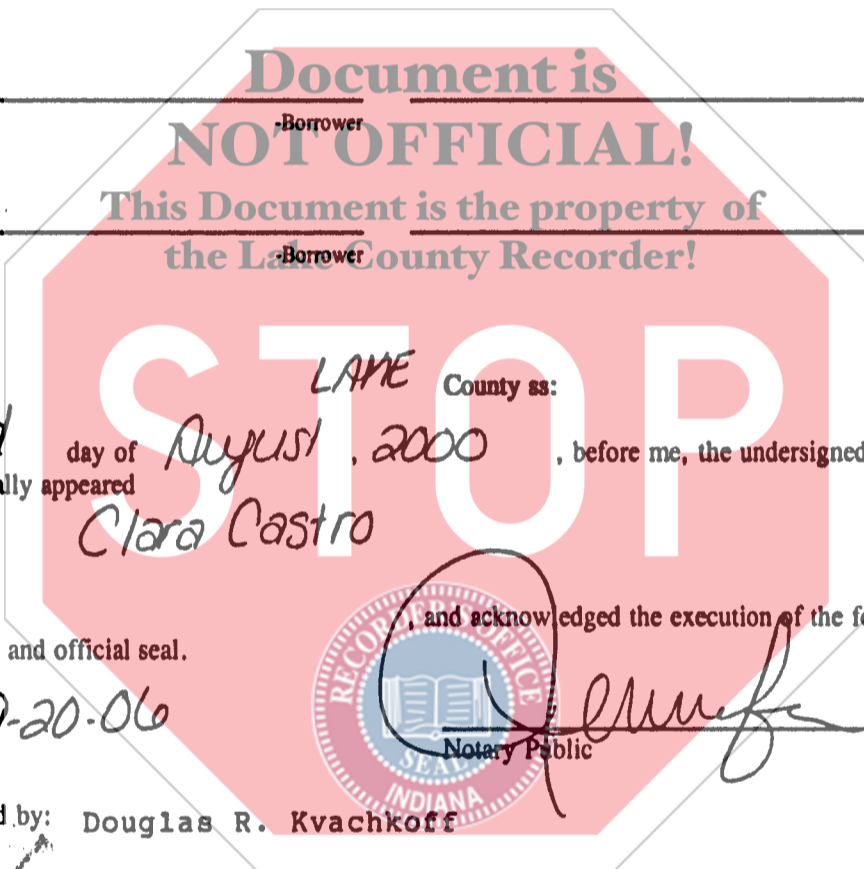 Document is
-Borrower
NOT OFFICIAL!
This Document is the property of
-Borrower
the Lake County Recorder!
STOP
LAKE County ss:
day of August, 2000, before me, the undersigned
ally appeared
Clara Castro
, and acknowledged the execution of the fo
and official seal.
-20-06
RECORDER'S OFFICE
SEAL
INDIANA
Notary Public
d by: Douglas R. Kvachkoff